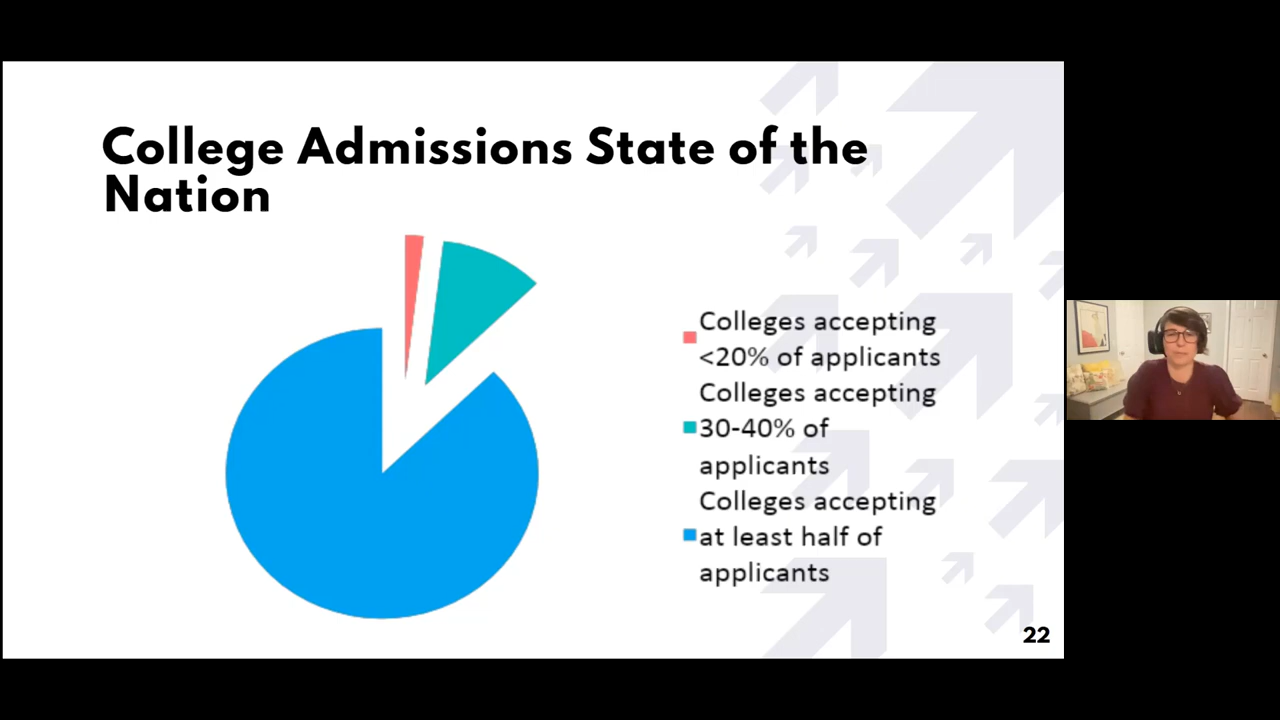 College Admissions State of the
Nation
Colleges accepting
<20% of applicants
Colleges accepting
30-40% of
applicants
Colleges accepting
at least half of
applicants
22